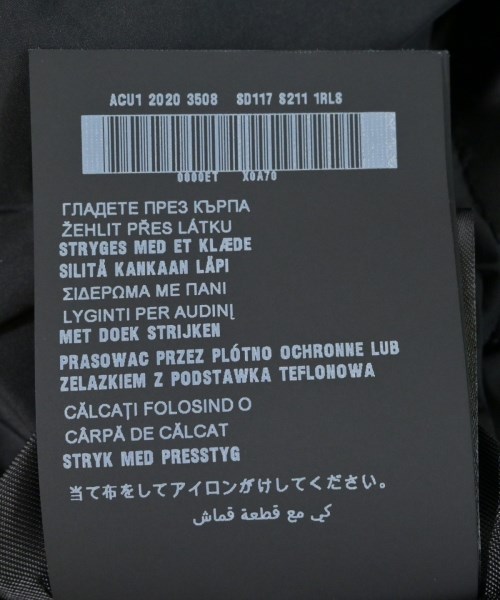 ACU1 2020 3508 SD117 S211 1RLS
0000ET X0A70
ГЛАДЕТЕ ПРЕЗ КЪРПА
ŽEHLIT PŘES LÁTKU
STRYGES MED ET KLÆDE
SILITÄ KANKAAN LÄPI
ΣΙΔΕΡΩΜΑ ΜΕ ΠΑΝΙ
LYGINTI PER AUDINĮ
MET DOEK STRIJKEN
PRASOWAC PRZEZ PLÓTNO OCHRONNE LUB
ZELAZKIEM Z PODSTAWKA TEFLONOWA
CĂLCAȚI FOLOSIND O
CÂRPĂ DE CĂLCAT
STRYK MED PRESSTYG
当て布をしてアイロンがけしてください。
كي مع قطعة قماش